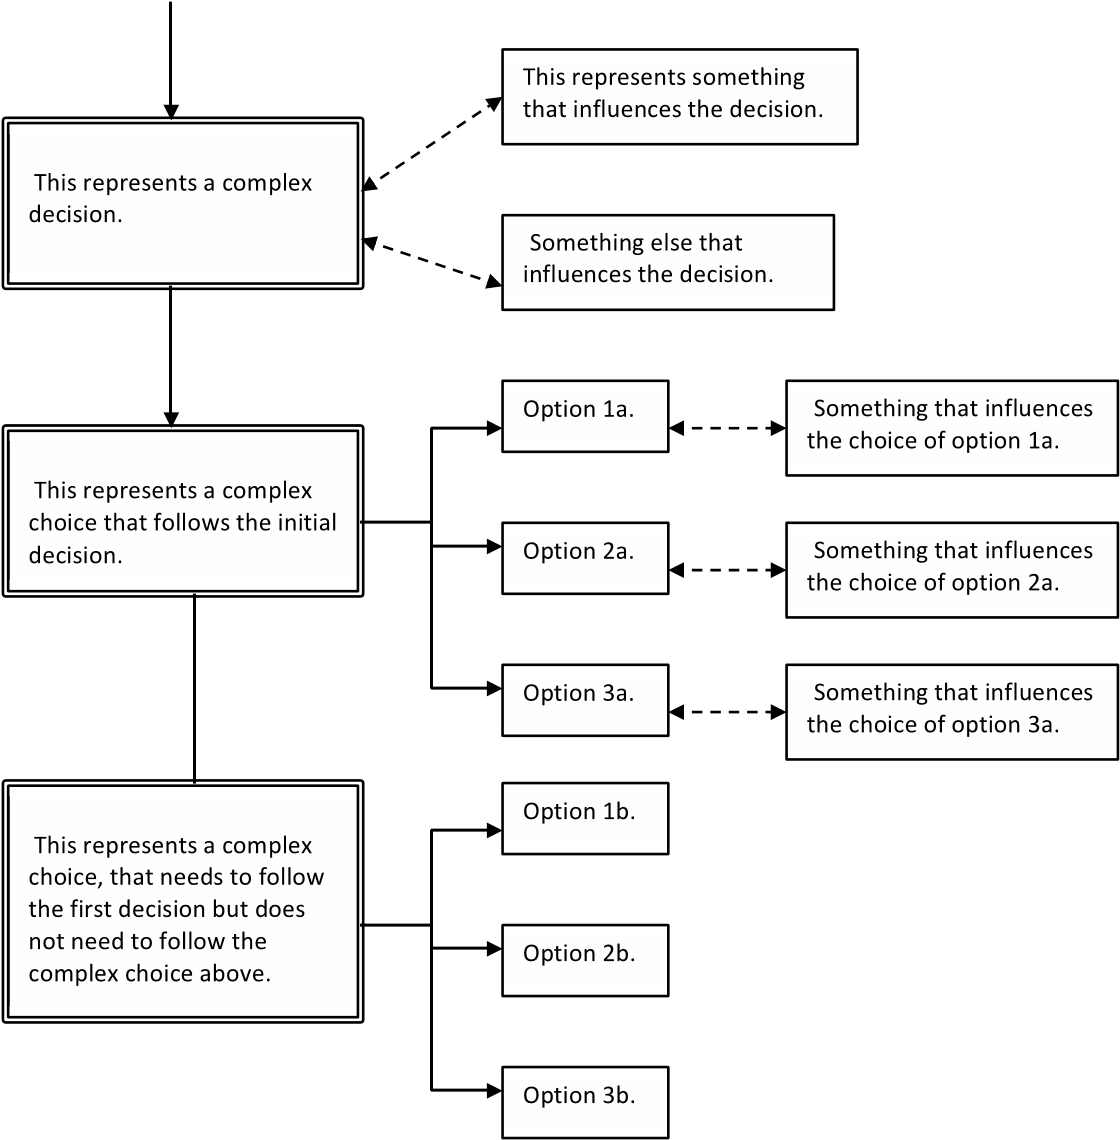 This represents something
that influences the decision.
This represents a complex
decision.
Something else that
influences the decision.
Option 1a.
Something that influences
the choice of option 1a.
This represents a complex
choice that follows the initial
decision.
Option 2a.
Something that influences
the choice of option 2a.
Option 3a.
Something that influences
the choice of option 3a.
This represents a complex
choice, that needs to follow
the first decision but does
not need to follow the
complex choice above.
Option 1b.
Option 2b.
Option 3b.